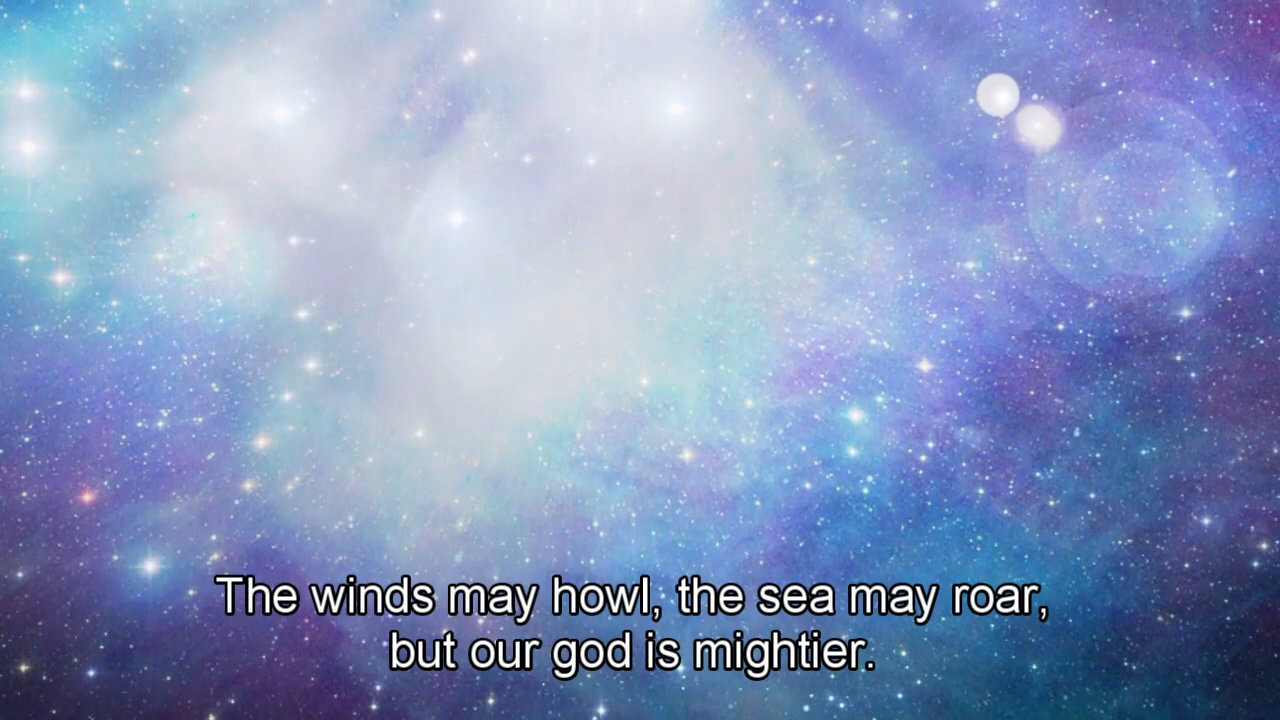 The winds may howl, the sea may roar,
but our god is mightier.